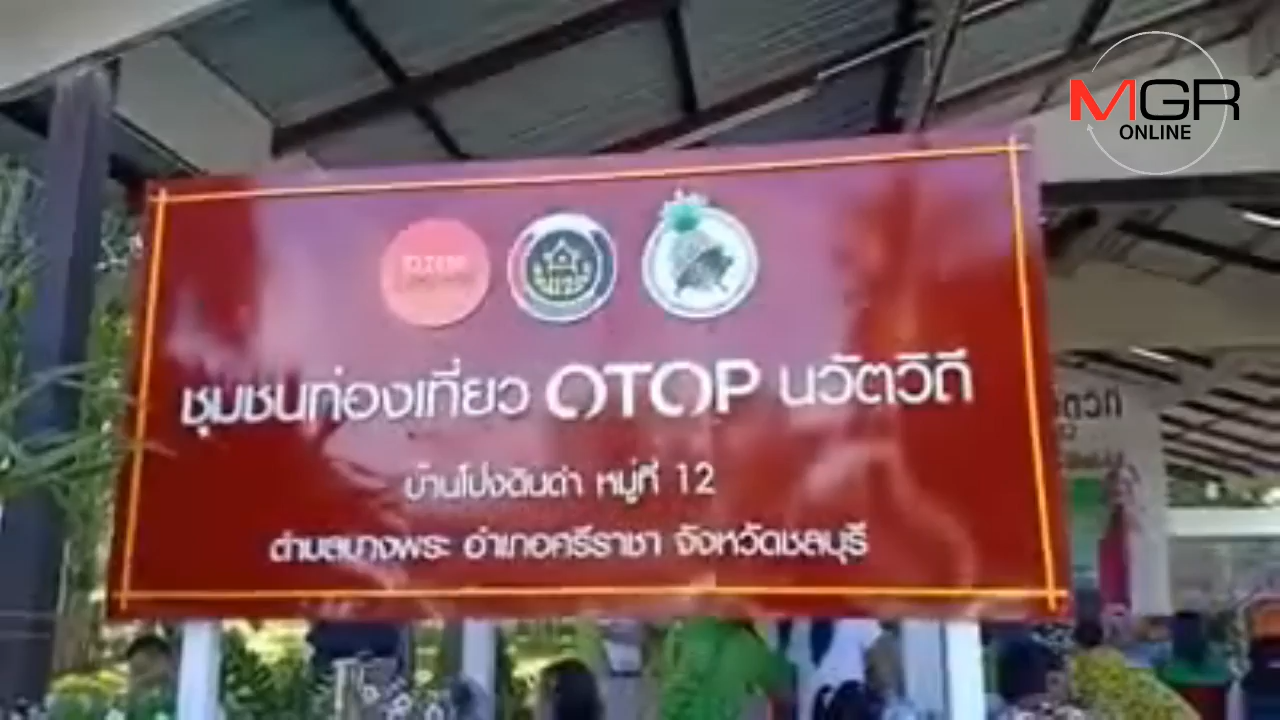 MGR
ONLINE
ชุมชนท่องเที่ยว OTOP นวัตวิถี
บ้านโป่งดินดำ หมู่ที่ 12
ตำบลบางพระ อำเภอศรีราชา จังหวัดชลบุรี